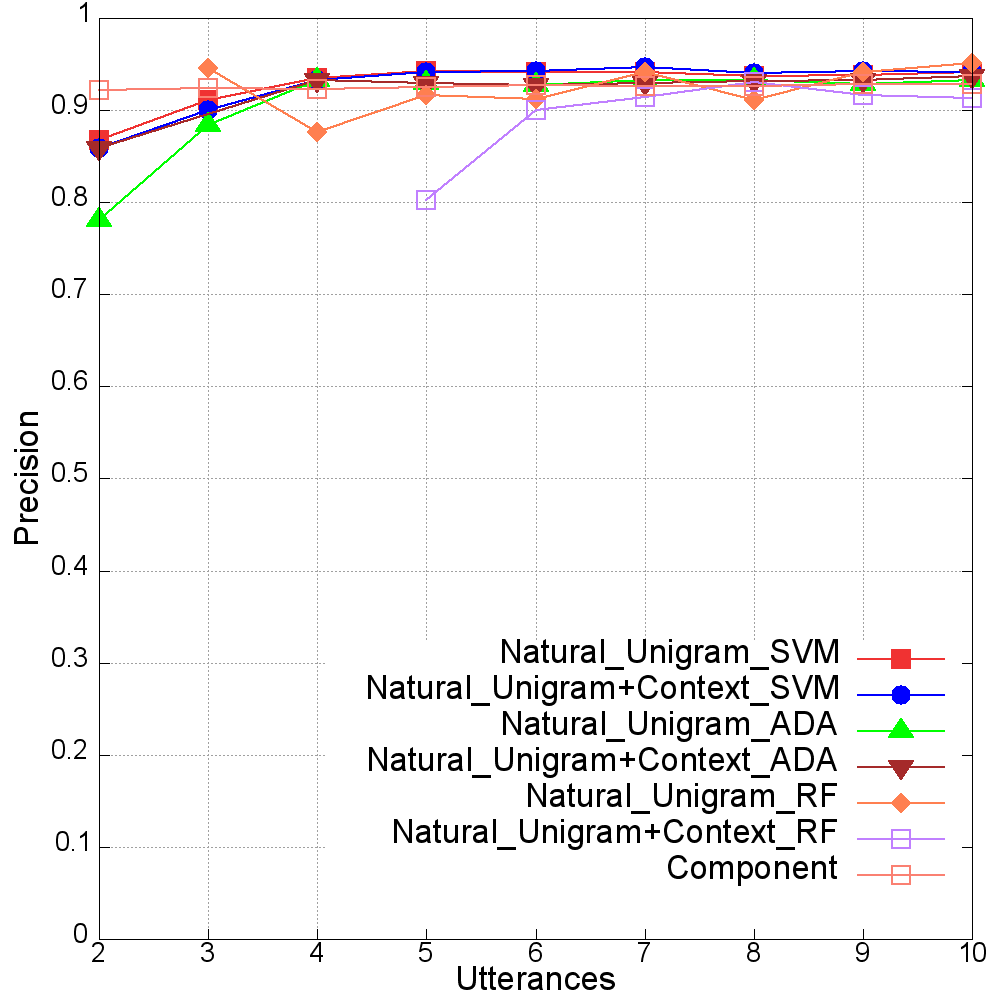 1
0.9
0.8
0.7
0.6
0.5
0.4
0.3
0.2
0.1
0
Precision
Natural_Unigram_SVM
Natural_Unigram+Context_SVM
Natural_Unigram_ADA
Natural_Unigram+Context_ADA
Natural_Unigram_RF
Natural_Unigram+Context_RF
Component
2 3 4 5 6 7 8 9 10
Utterances